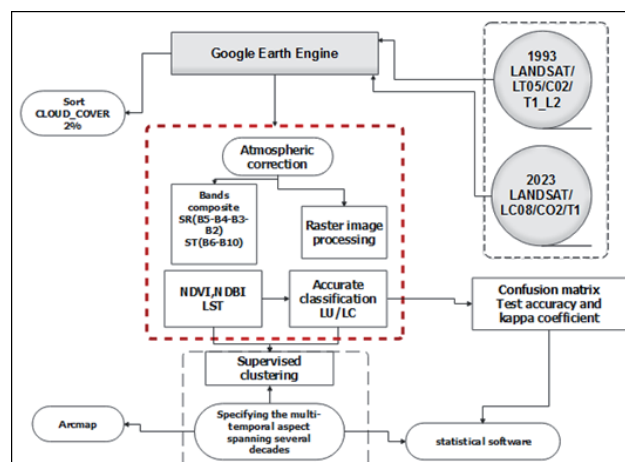 Google Earth Engine
1993
LANDSAT/
LT05/C02/
T1_L2
Sort
CLOUD_COVER
2%
Atmospheric
correction
2023
LANDSAT/
LC08/CO2/T1
Bands
composite
SR(B5-B4-B3-
B2)
ST(B6-B10)
Raster image
processing
NDVI,NDBI
LST
Accurate
classification
LU/LC
Confusion matrix
Test accuracy and
kappa coefficient
Supervised
clustering
Specifying the multi-
temporal aspect
spanning several
decades
Arcmap
statistical software